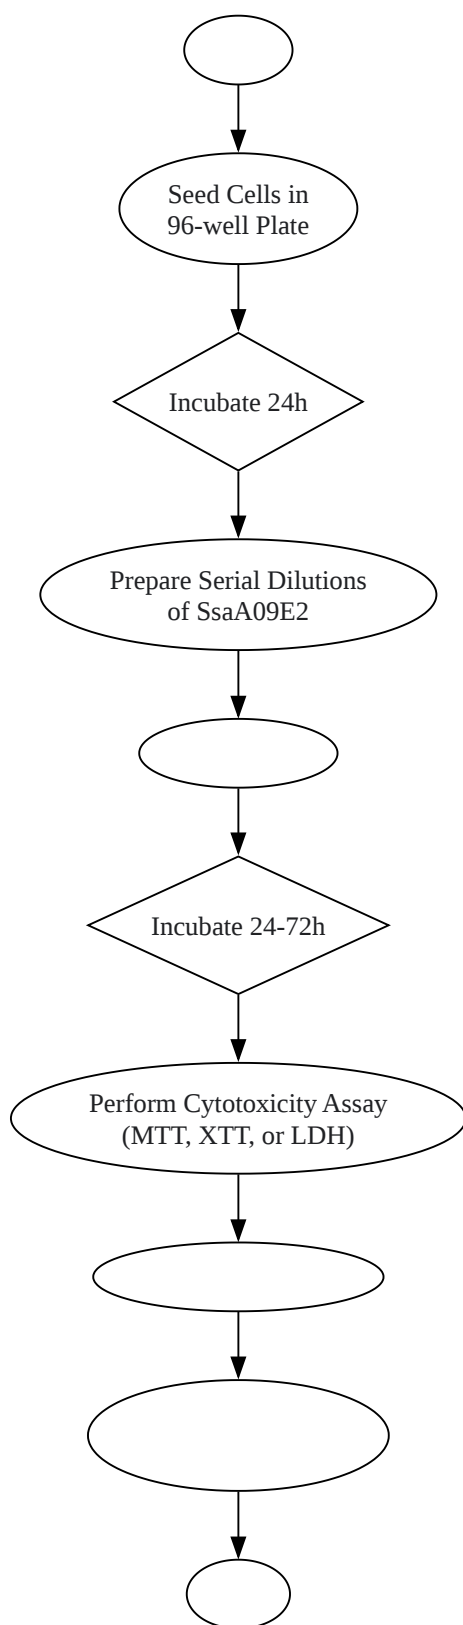 Seed Cells in
96-well Plate
Incubate 24h
Prepare Serial Dilutions
of SsaA09E2
Incubate 24-72h
Perform Cytotoxicity Assay
(MTT, XTT, or LDH)